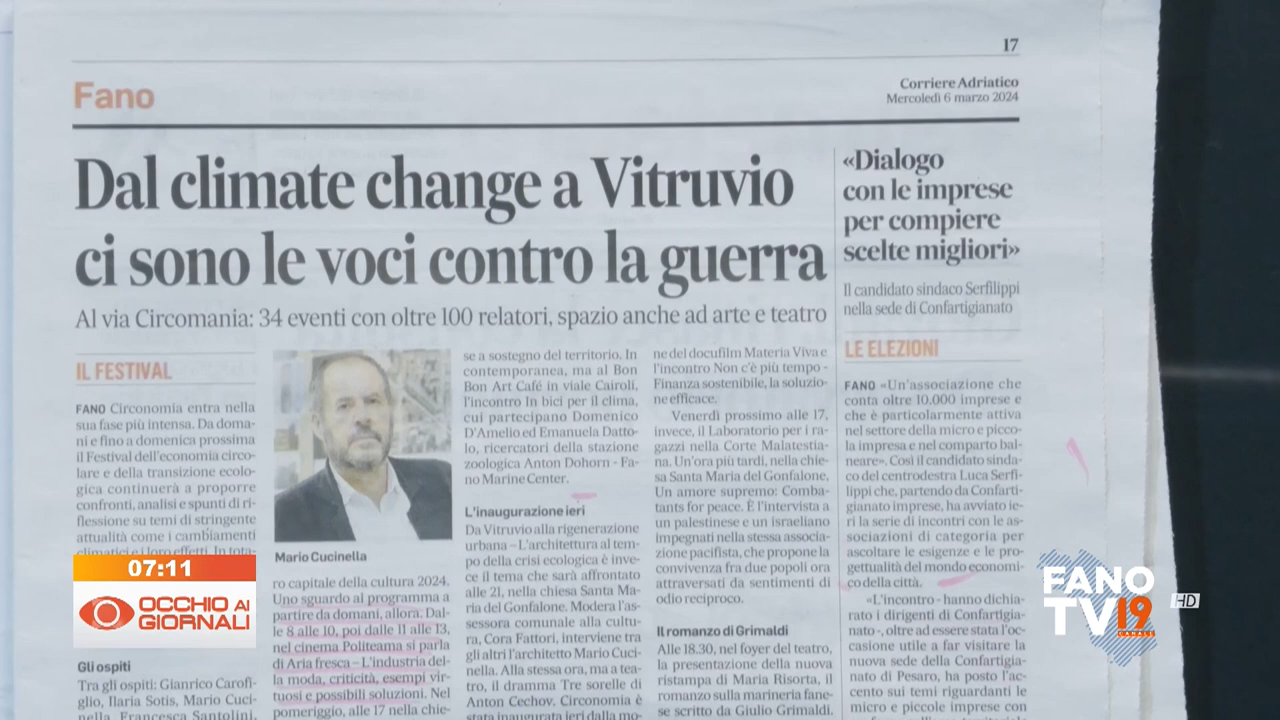 17
Fano
Corriere Adriatico
Mercoledì 6 marzo 2024
Dal climate change a Vitruvio
ci sono le voci contro la guerra
Al via Circomania: 34 eventi con oltre 100 relatori, spazio anche ad arte e teatro
IL FESTIVAL
FANO Circonomia entra nella
sua fase più intensa. Da doma-
ni e fino a domenica prossima
il Festival dell'economia circo-
lare e della transizione ecolo-
gica continuerà a proporre
confronti, analisi e spunti di ri-
flessione su temi di stringente
attualità come i cambiamenti
climatici e i loro effetti. In tota-
Gli ospiti
Tra gli ospiti: Gianrico Carofi-
glio, Ilaria Sotis, Mario Cuci-
nella, Francesca Santolini,
Mario Cucinella
ro capitale della cultura 2024.
Uno sguardo al programma a
partire da domani, allora. Dal-
le 8 alle 10, poi dalle 11 alle 13,
nel cinema Politeama si parla
di Aria fresca – L'industria del-
la moda, criticità, esempi vir-
tuosi e possibili soluzioni. Nel
pomeriggio, alle 17 nella chie-
se a sostegno del territorio. In
contemporanea, ma al Bon
Bon Art Café in viale Cairoli,
l'incontro In bici per il clima,
cui partecipano Domenico
D'Amelio ed Emanuela Datto-
lo, ricercatori della stazione
zoologica Anton Dohorn - Fa-
no Marine Center.
L'inaugurazione ieri
Da Vitruvio alla rigenerazione
urbana – L'architettura al tem-
po della crisi ecologica è inve-
ce il tema che sarà affrontato
alle 21, nella chiesa Santa Ma-
ria del Gonfalone. Modera l'as-
sessora comunale alla cultu-
ra, Cora Fattori, interviene tra
gli altri l'architetto Mario Cuci-
nella. Alla stessa ora, ma a tea-
tro, il dramma Tre sorelle di
Anton Cechov. Circonomia è
stata inaugurata ieri dalla mo-
ne del docufilm Materia Viva e
l'incontro Non c'è più tempo -
Finanza sostenibile, la soluzio-
ne efficace.
Venerdì prossimo alle 17,
invece, il Laboratorio per i ra-
gazzi nella Corte Malatestia-
na. Un'ora più tardi, nella chie-
sa Santa Maria del Gonfalone,
Un amore supremo: Comba-
tants for peace. È l'intervista a
un palestinese e un israeliano
impegnati nella stessa associa-
zione pacifista, che propone la
convivenza fra due popoli ora
attraversati da sentimenti di
odio reciproco.
Il romanzo di Grimaldi
Alle 18.30, nel foyer del teatro,
la presentazione della nuova
ristampa di Maria Risorta, il
romanzo sulla marineria fane-
se scritto da Giulio Grimaldi.
«Dialogo
con le imprese
per compiere
scelte migliori»
Il candidato sindaco Serfilippi
nella sede di Confartigianato
LE ELEZIONI
FANO «Un'associazione che
conta oltre 10.000 imprese e
che è particolarmente attiva
nel settore della micro e picco-
la impresa e nel comparto bal-
neare». Così il candidato sinda-
co del centrodestra Luca Serfi-
lippi che, partendo da Confarti-
gianato imprese, ha avviato ie-
ri la serie di incontri con le as-
sociazioni di categoria per
ascoltare le esigenze e le pro-
gettualità del mondo economi-
co della città.
«L'incontro - hanno dichia-
rato i dirigenti di Confartigia-
nato -, oltre ad essere stata l'oc-
casione utile a far visitare la
nuova sede della Confartigia-
nato di Pesaro, ha posto l'ac-
cento sui temi riguardanti le
micro e piccole imprese con
07:11
OCCHIO AI
GIORNALI
FANO
TV19
CANALE
HD